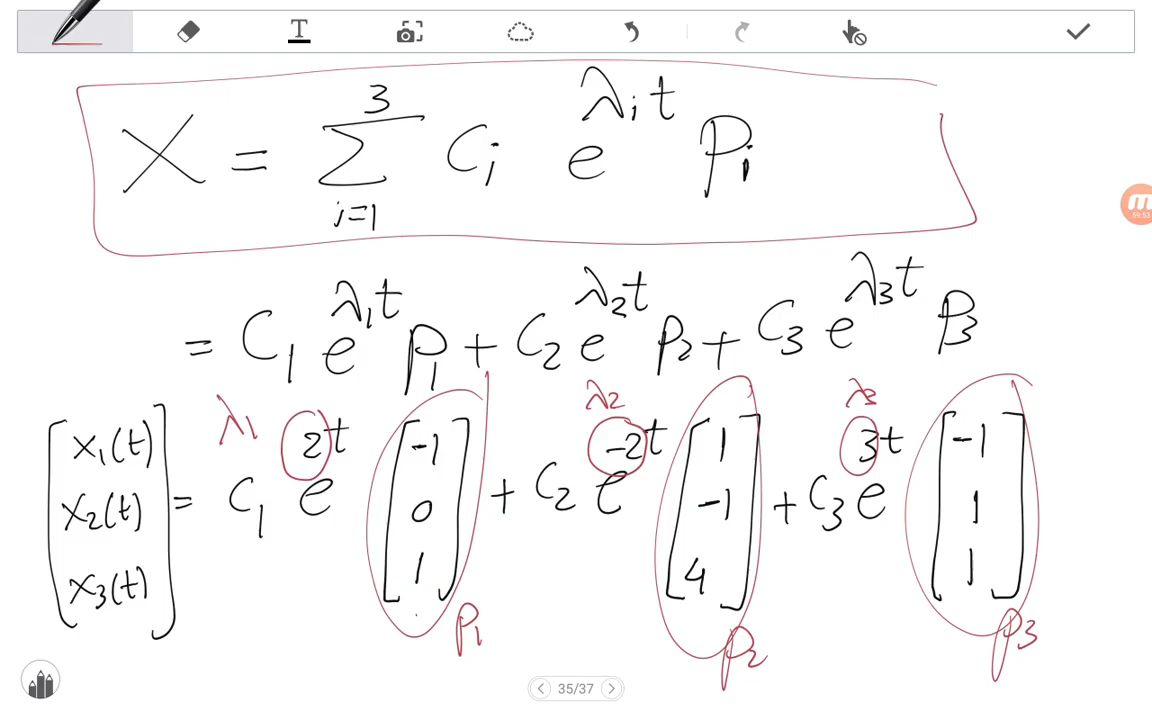 T
X = Σ_{i=1}^{3} C_i e^{λ_i t} P_i
m
59:53
= C_1 e^{λ_1 t} P_1 + C_2 e^{λ_2 t} P_2 + C_3 e^{λ_3 t} P_3
λ1 λ2 λ3
[x_1(t) x_2(t) x_3(t)] = C_1 e^{2t} [-1 0 1] + C_2 e^{-2t} [1 -1 4] + C_3 e^{3t} [-1 1 1]
P1 P2 P3
35/37